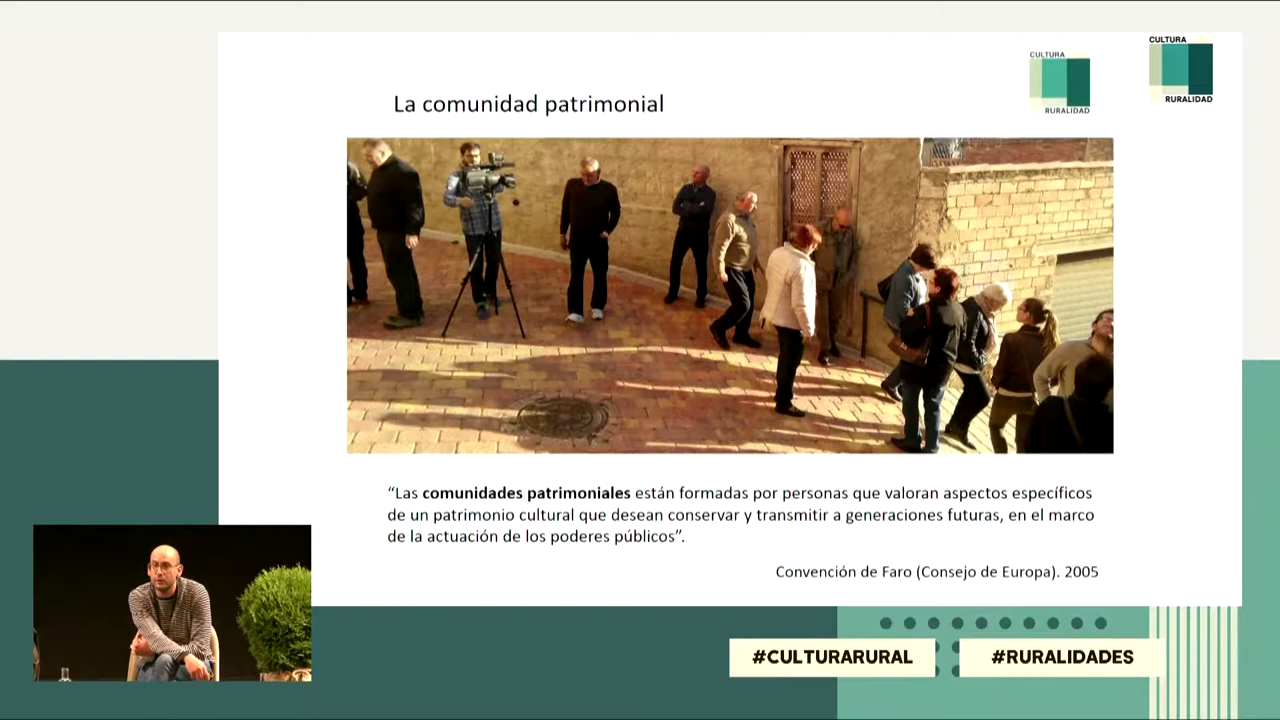 CULTURA
RURALIDAD
CULTURA
RURALIDAD
La comunidad patrimonial
“Las comunidades patrimoniales están formadas por personas que valoran aspectos específicos
de un patrimonio cultural que desean conservar y transmitir a generaciones futuras, en el marco
de la actuación de los poderes públicos”.
Convención de Faro (Consejo de Europa). 2005
#CULTURARURAL
#RURALIDADES